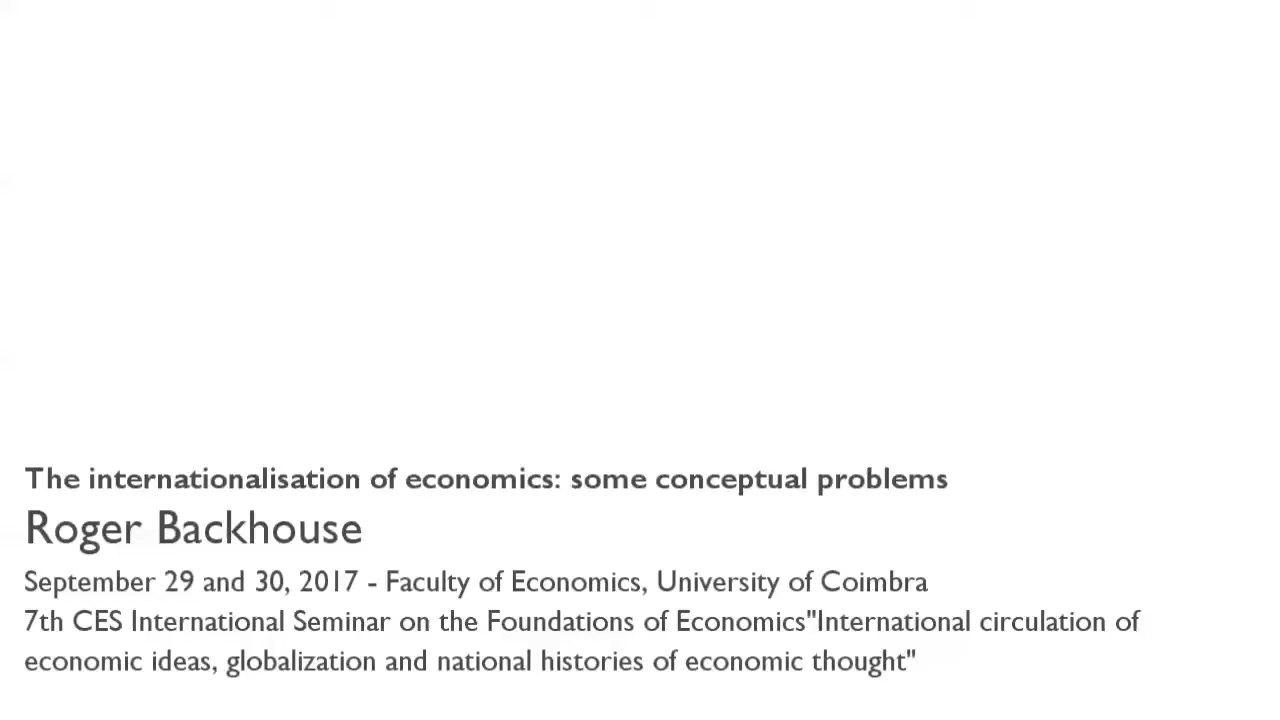 The internationalisation of economics: some conceptual problems
Roger Backhouse
September 29 and 30, 2017 - Faculty of Economics, University of Coimbra
7th CES International Seminar on the Foundations of Economics"International circulation of
economic ideas, globalization and national histories of economic thought"